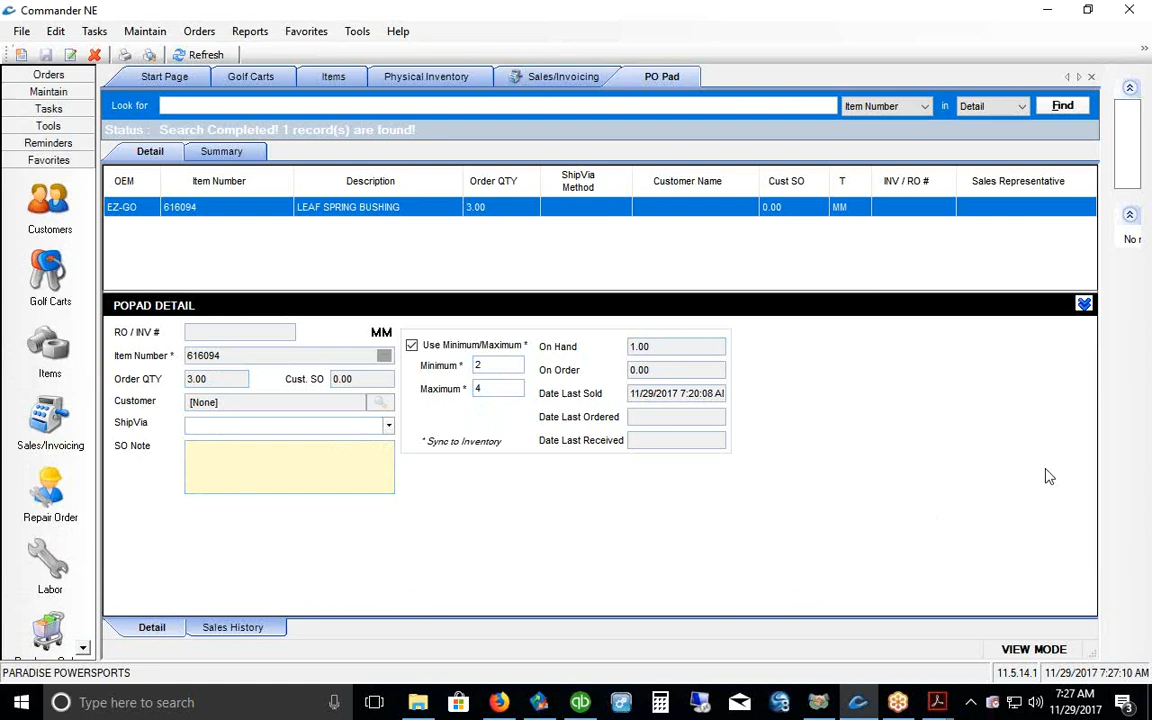 Commander NE
File Edit Tasks Maintain Orders Reports Favorites Tools Help
Refresh
Orders
Maintain
Tasks
Tools
Reminders
Favorites
Customers
Golf Carts
Items
Sales/Invoicing
Repair Order
Labor
Start Page Golf Carts Items Physical Inventory Sales/Invoicing PO Pad
Look for Item Number in Detail Find
Status : Search Completed! 1 record(s) are found!
Detail Summary
OEM Item Number Description Order QTY ShipVia Method Customer Name Cust SO T INV / RO # Sales Representative
EZ-GO 616094 LEAF SPRING BUSHING 3.00 0.00 MM
No r
POPAD DETAIL
RO / INV # MM
Item Number * 616094
Order QTY 3.00 Cust. SO 0.00
Customer [None]
ShipVia
SO Note
Use Minimum/Maximum *
Minimum * 2
Maximum * 4
* Sync to Inventory
On Hand 1.00
On Order 0.00
Date Last Sold 11/29/2017 7:20:08 AI
Date Last Ordered
Date Last Received
Detail Sales History
VIEW MODE
PARADISE POWERSPORTS 11.5.14.1 11/29/2017 7:27:10 AM
Type here to search
7:27 AM
11/29/2017
3